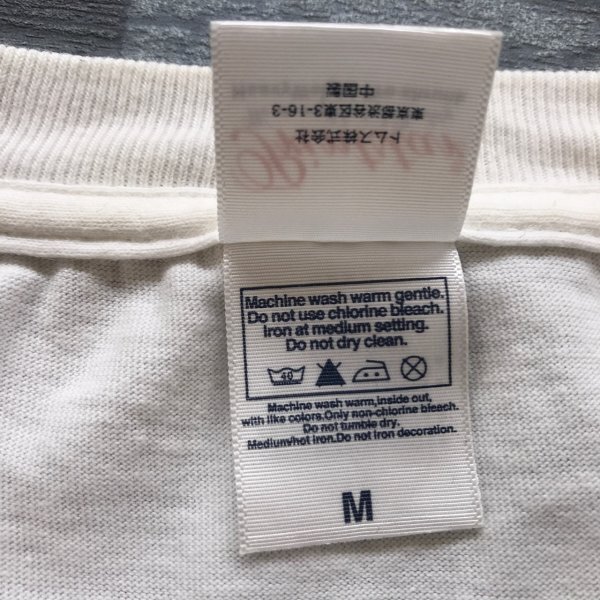 トムス株式会社
東京都渋谷区東3-16-3
中国製
Machine wash warm gentle.
Do not use chlorine bleach.
Iron at medium setting.
Do not dry clean.
40
Machine wash warm,inside out,
with like colors.Only non-chlorine bleach.
Do not tumble dry.
Medium/hot iron.Do not iron decoration.
M